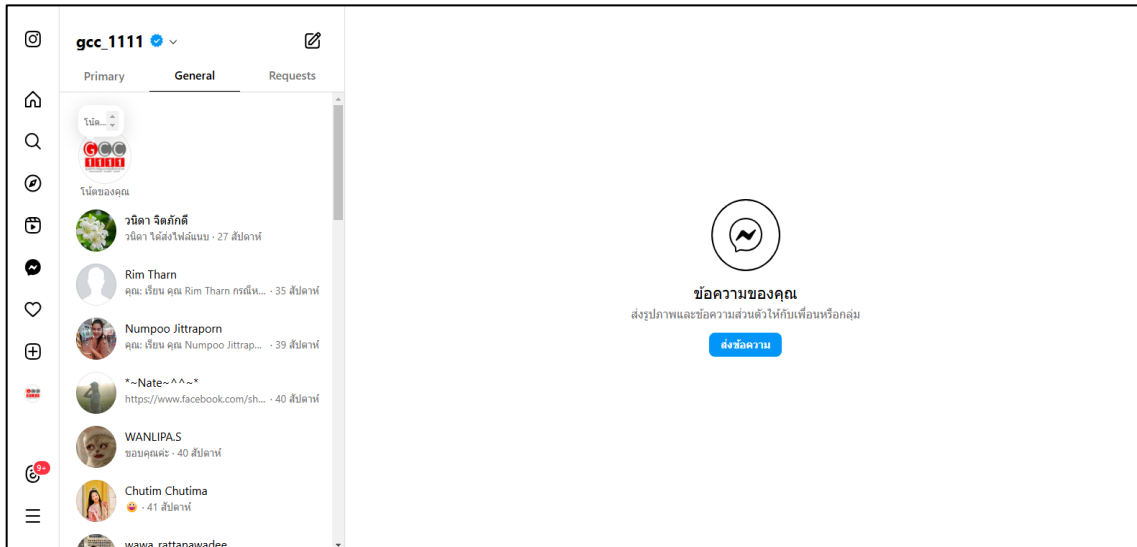 gcc_1111
Primary General Requests
โน้ต...
GCC
1111
โน้ตของคุณ
วนิดา จิตภักดี
วนิดา ได้ส่งไฟล์แนบ · 27 สัปดาห์
Rim Tharn
คุณ: เรียน คุณ Rim Tharn กรณีห... · 35 สัปดาห์
Numpoo Jittraporn
คุณ: เรียน คุณ Numpoo Jittrap... · 39 สัปดาห์
*~Nate~^^~*
https://www.facebook.com/sh... · 40 สัปดาห์
WANLIPA.S
ขอบคุณค่ะ · 40 สัปดาห์
Chutim Chutima
😀 · 41 สัปดาห์
wawa_rattanawadee
9+
ข้อความของคุณ
ส่งรูปภาพและข้อความส่วนตัวให้กับเพื่อนหรือกลุ่ม
ส่งข้อความ